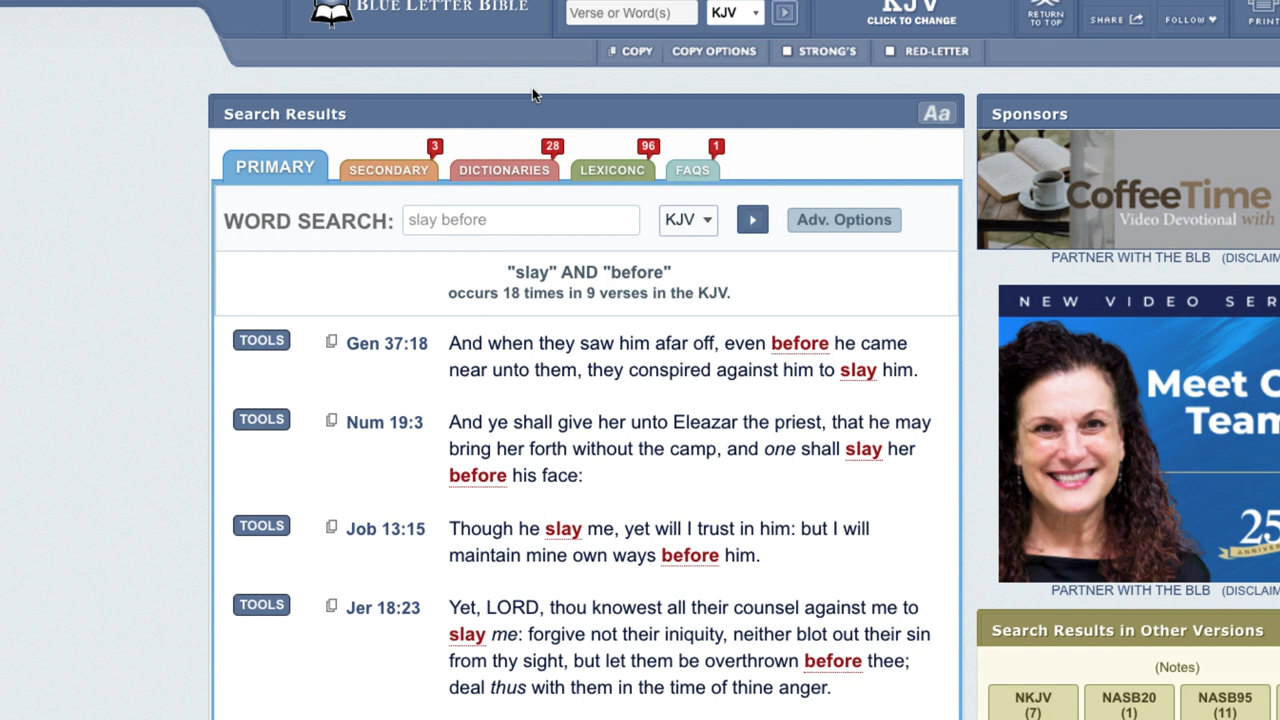 BLUE LETTER BIBLE
Verse or Word(s)
KJV
KJV
CLICK TO CHANGE
RETURN
TO TOP
SHARE
FOLLOW
PRINT
COPY
COPY OPTIONS
STRONG'S
RED-LETTER
Search Results
Aa
PRIMARY
SECONDARY
3
DICTIONARIES
28
LEXICONC
96
FAQS
1
WORD SEARCH:
slay before
KJV
Adv. Options
"slay" AND "before"
occurs 18 times in 9 verses in the KJV.
TOOLS
Gen 37:18
And when they saw him afar off, even before he came
near unto them, they conspired against him to slay him.
TOOLS
Num 19:3
And ye shall give her unto Eleazar the priest, that he may
bring her forth without the camp, and one shall slay her
before his face:
TOOLS
Job 13:15
Though he slay me, yet will I trust in him: but I will
maintain mine own ways before him.
TOOLS
Jer 18:23
Yet, LORD, thou knowest all their counsel against me to
slay me: forgive not their iniquity, neither blot out their sin
from thy sight, but let them be overthrown before thee;
deal thus with them in the time of thine anger.
Sponsors
CoffeeTime
Video Devotional with
PARTNER WITH THE BLB (DISCLAIM
NEW VIDEO SER
Meet O
Team
25
ANNIVER
PARTNER WITH THE BLB (DISCLAIM
Search Results in Other Versions
(Notes)
NKJV
(7)
NASB20
(1)
NASB95
(11)